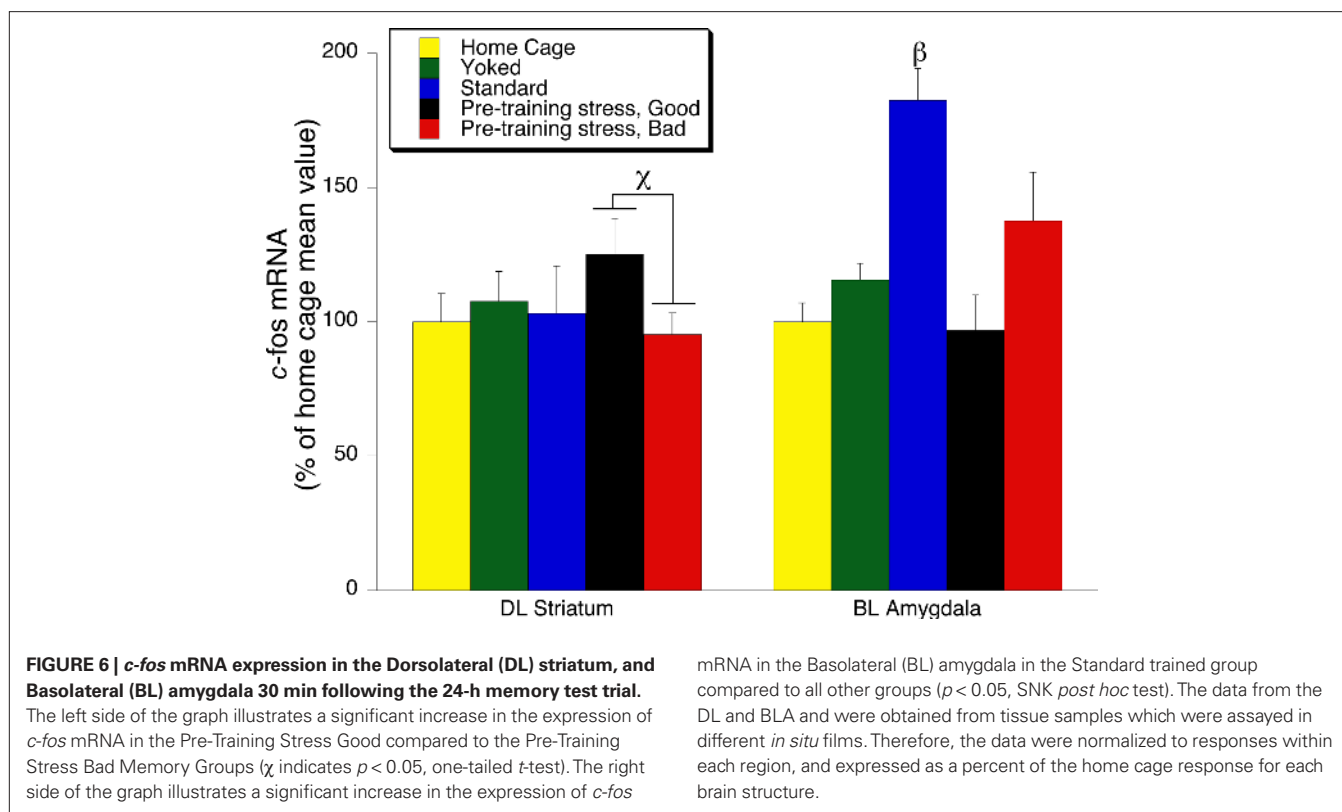 Home Cage
Yoked
Standard
Pre-training stress, Good
Pre-training stress, Bad
c-fos mRNA
(% of home cage mean value)
200
150
100
50
0
χ
β
DL Striatum
BL Amygdala
FIGURE 6 | c-fos mRNA expression in the Dorsolateral (DL) striatum, and
Basolateral (BL) amygdala 30 min following the 24-h memory test trial.
The left side of the graph illustrates a significant increase in the expression of
c-fos mRNA in the Pre-Training Stress Good compared to the Pre-Training
Stress Bad Memory Groups (χ indicates p < 0.05, one-tailed t-test). The right
side of the graph illustrates a significant increase in the expression of c-fos
mRNA in the Basolateral (BL) amygdala in the Standard trained group
compared to all other groups (p < 0.05, SNK post hoc test). The data from the
DL and BLA and were obtained from tissue samples which were assayed in
different in situ films. Therefore, the data were normalized to responses within
each region, and expressed as a percent of the home cage response for each
brain structure.